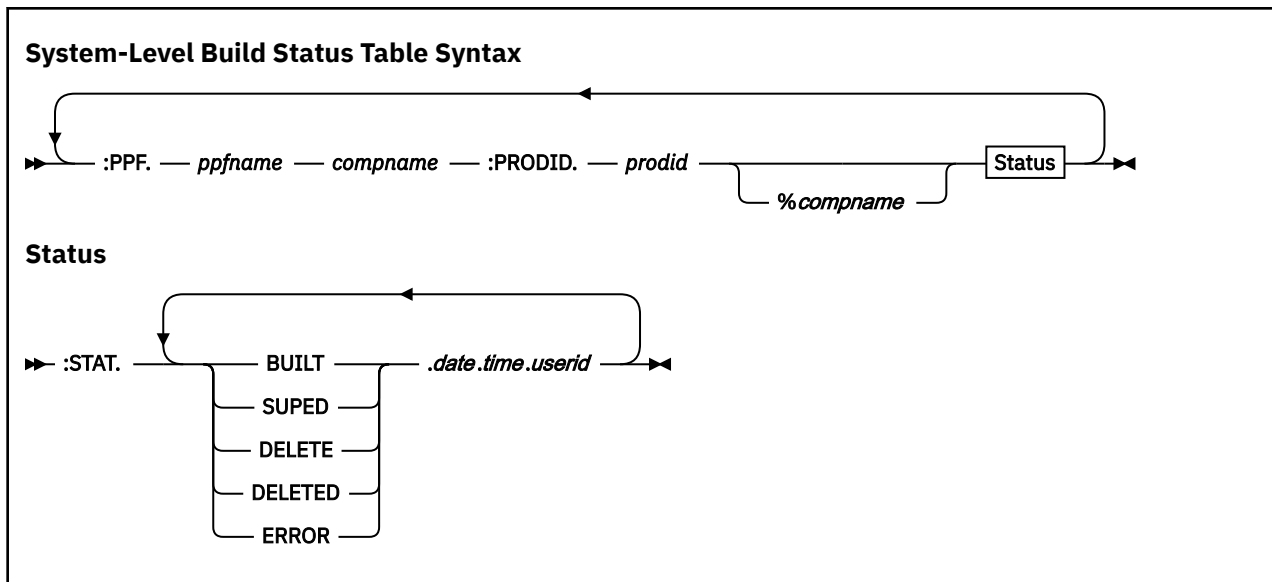 System-Level Build Status Table Syntax
:PPF. ppfname compname :PRODID. prodid Status
%compname
Status
:STAT. BUILT .date.time.userid
SUPED
DELETE
DELETED
ERROR